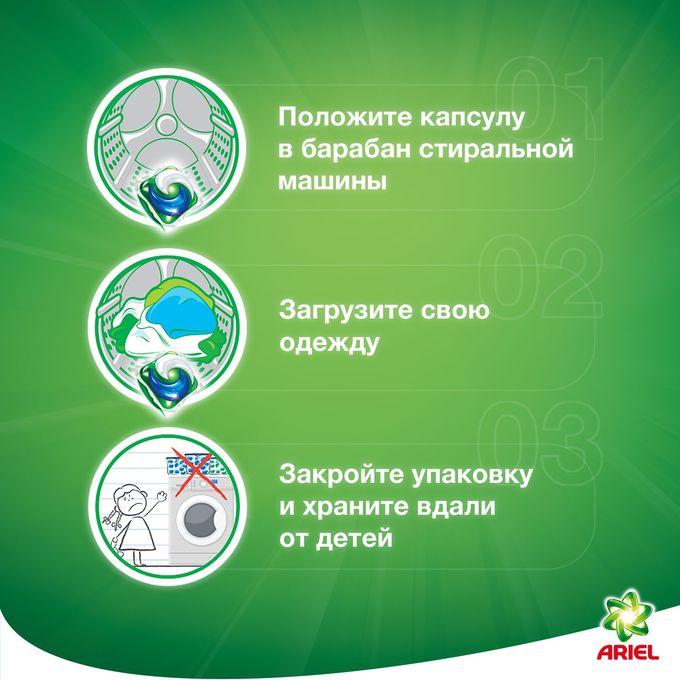 01
Положите капсулу
в барабан стиральной
машины
02
Загрузите свою
одежду
03
Закройте упаковку
и храните вдали
от детей
ARIEL